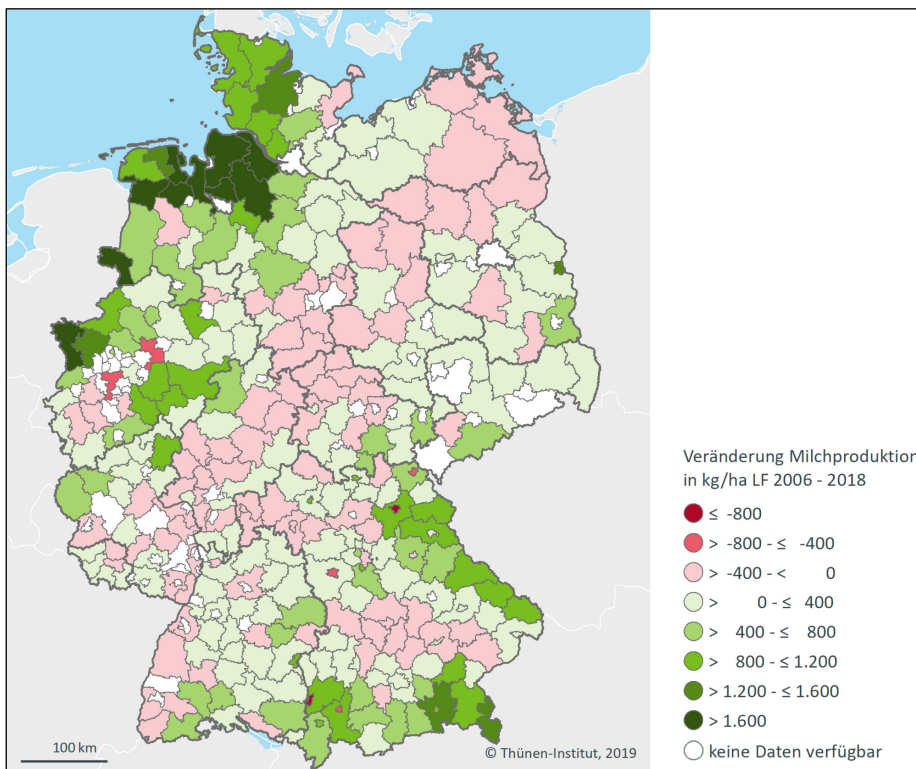 Veränderung Milchproduktion
in kg/ha LF 2006 - 2018
≤ -800
> -800 - ≤ -400
> -400 - < 0
> 0 - ≤ 400
> 400 - ≤ 800
> 800 - ≤ 1.200
> 1.200 - ≤ 1.600
> 1.600
keine Daten verfügbar
100 km
© Thünen-Institut, 2019